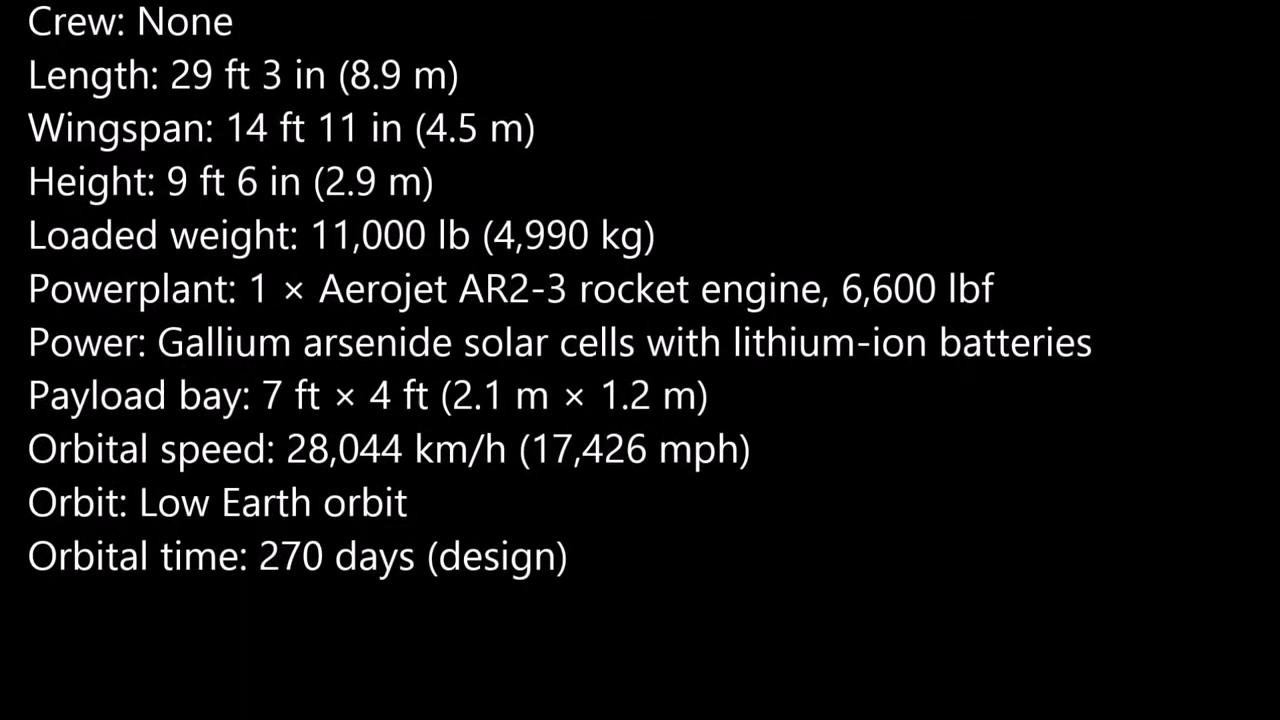 Crew: None
Length: 29 ft 3 in (8.9 m)
Wingspan: 14 ft 11 in (4.5 m)
Height: 9 ft 6 in (2.9 m)
Loaded weight: 11,000 lb (4,990 kg)
Powerplant: 1 × Aerojet AR2-3 rocket engine, 6,600 lbf
Power: Gallium arsenide solar cells with lithium-ion batteries
Payload bay: 7 ft × 4 ft (2.1 m × 1.2 m)
Orbital speed: 28,044 km/h (17,426 mph)
Orbit: Low Earth orbit
Orbital time: 270 days (design)